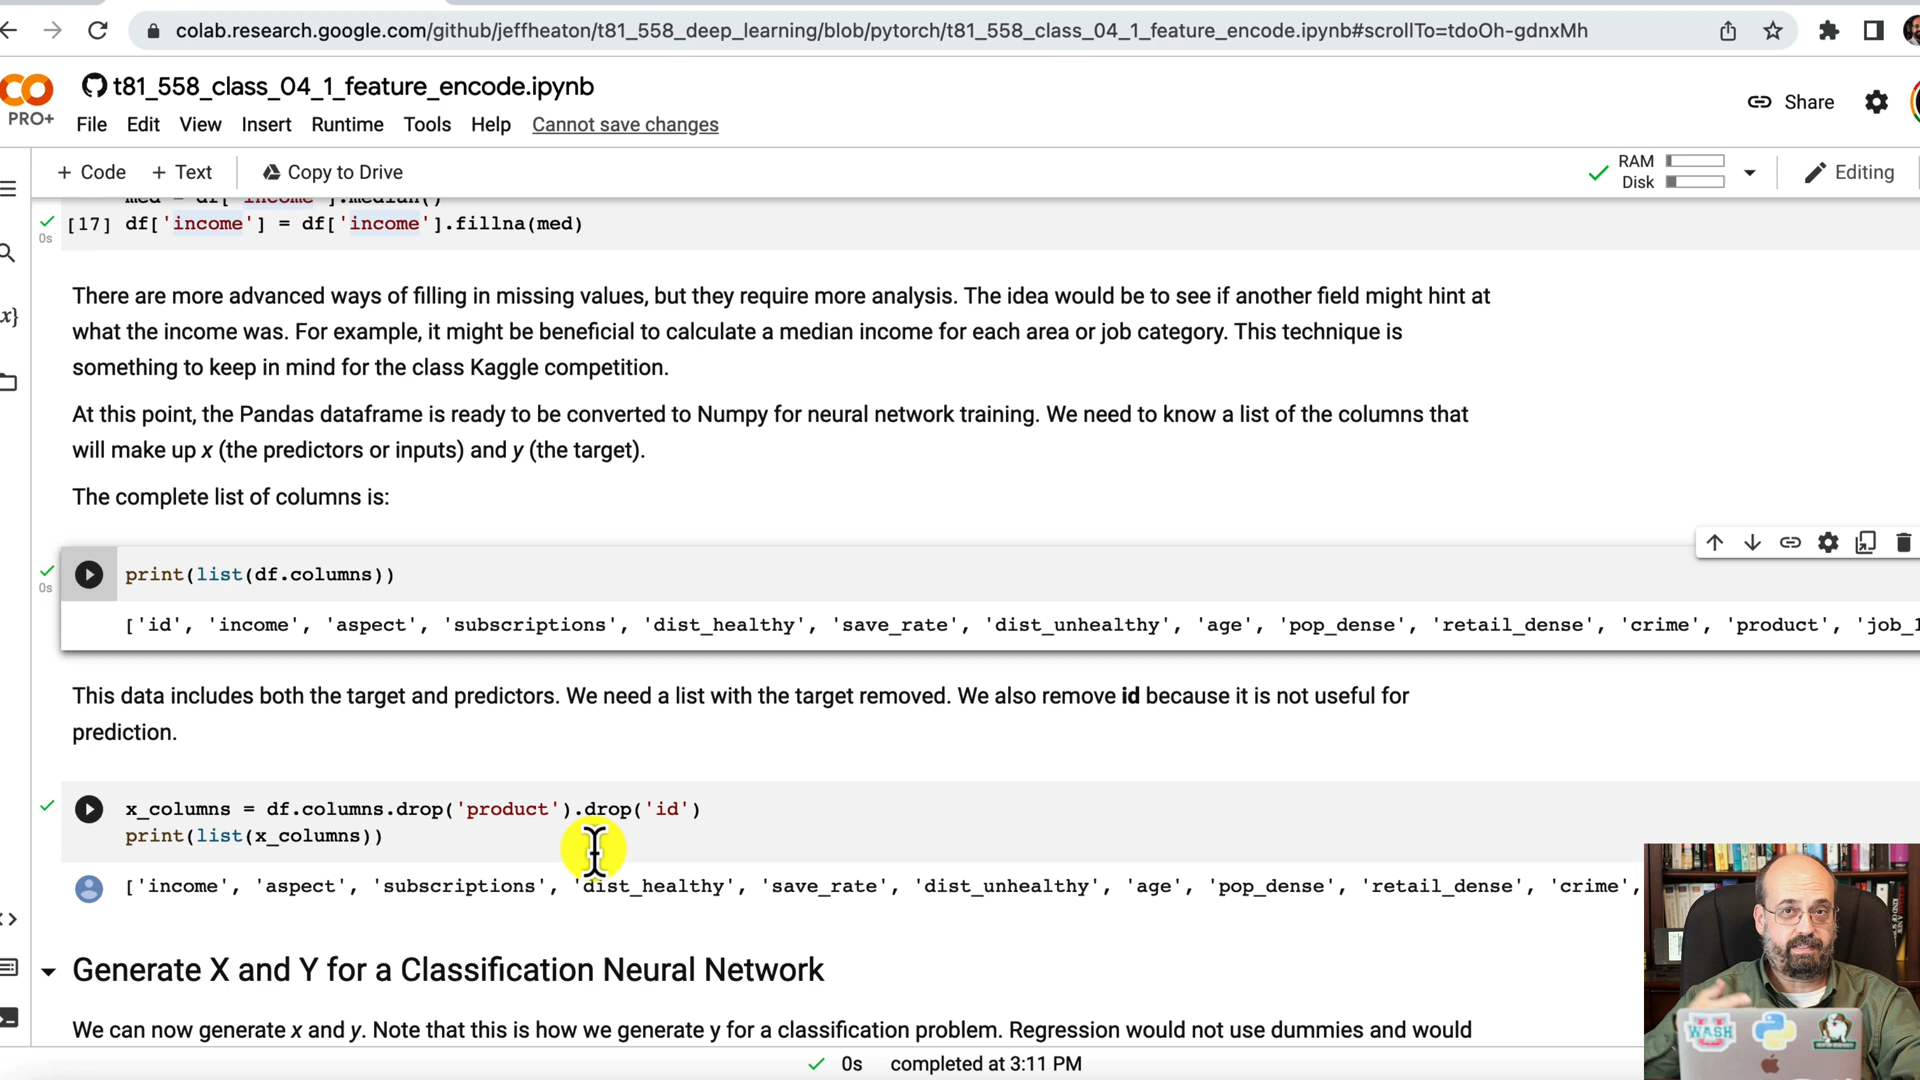 colab.research.google.com/github/jeffheaton/t81_558_deep_learning/blob/pytorch/t81_558_class_04_1_feature_encode.ipynb#scrollTo=tdoOh-gdnxMh
t81_558_class_04_1_feature_encode.ipynb
PRO+
File Edit View Insert Runtime Tools Help Cannot save changes
Share
+ Code + Text Copy to Drive
RAM
Disk
Editing
med = df['income'].median()
[17] df['income'] = df['income'].fillna(med)
0s
There are more advanced ways of filling in missing values, but they require more analysis. The idea would be to see if another field might hint at
what the income was. For example, it might be beneficial to calculate a median income for each area or job category. This technique is
something to keep in mind for the class Kaggle competition.
At this point, the Pandas dataframe is ready to be converted to Numpy for neural network training. We need to know a list of the columns that
will make up x (the predictors or inputs) and y (the target).
The complete list of columns is:
print(list(df.columns))
0s
['id', 'income', 'aspect', 'subscriptions', 'dist_healthy', 'save_rate', 'dist_unhealthy', 'age', 'pop_dense', 'retail_dense', 'crime', 'product', 'job_1
This data includes both the target and predictors. We need a list with the target removed. We also remove id because it is not useful for
prediction.
x_columns = df.columns.drop('product').drop('id')
print(list(x_columns))
['income', 'aspect', 'subscriptions', 'dist_healthy', 'save_rate', 'dist_unhealthy', 'age', 'pop_dense', 'retail_dense', 'crime',
Generate X and Y for a Classification Neural Network
We can now generate x and y. Note that this is how we generate y for a classification problem. Regression would not use dummies and would
WASH
0s completed at 3:11 PM